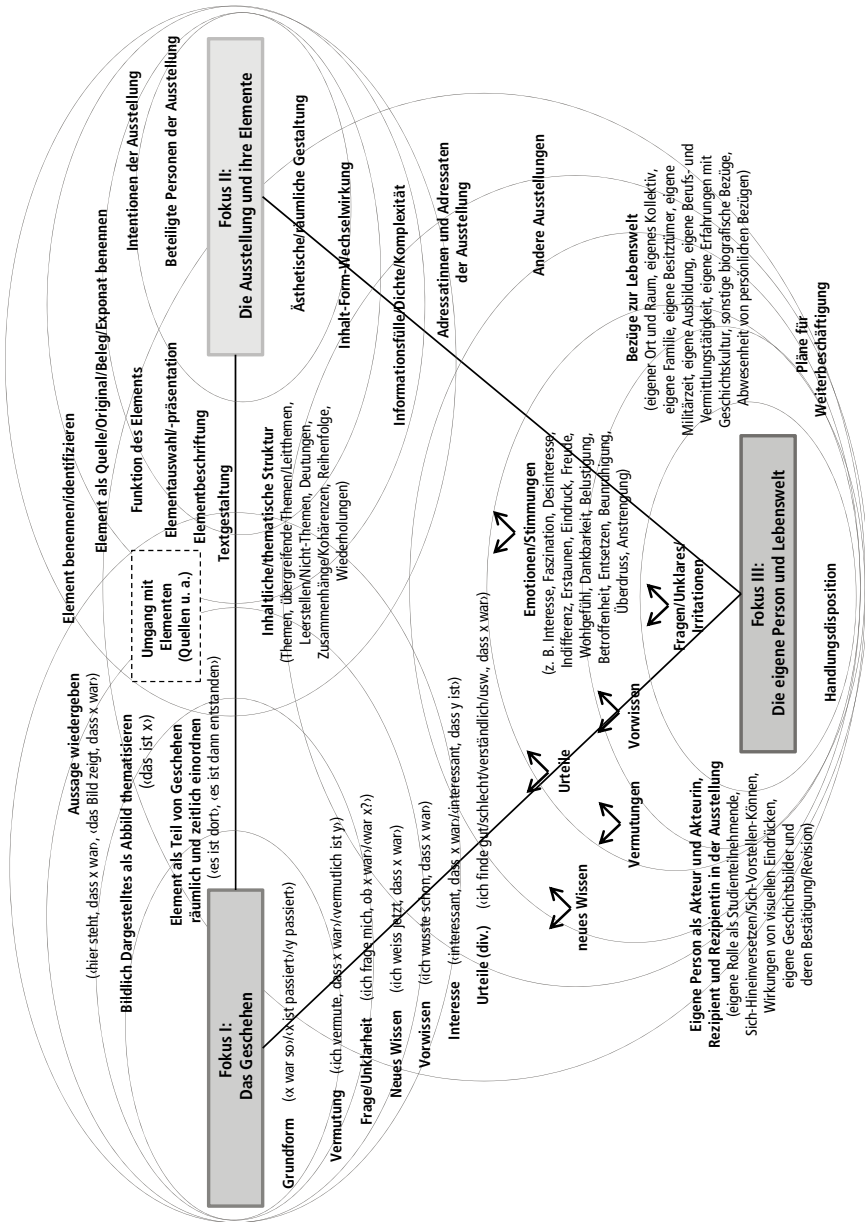 Fokus I:
Das Geschehen
Grundform (‹x war so›/‹x ist passiert›/‹y passiert›)
Vermutung (‹ich vermute, dass x war›/‹vermutlich ist y›)
Frage/Unklarheit (‹ich frage mich, ob x war›/‹war x?›)
Neues Wissen (‹ich weiss jetzt, dass x war›)
Vorwissen (‹ich wusste schon, dass x war›)
Interesse (‹interessant, dass x war›/‹interessant, dass y ist›)
Urteile (div.) (‹ich finde gut/schlecht/verständlich/usw., dass x war›)
Aussage wiedergeben
(‹hier steht, dass x war›, ‹das Bild zeigt, dass x war›)
Bildlich Dargestelltes als Abbild thematisieren
(‹das ist x›)
Element als Teil von Geschehen
räumlich und zeitlich einordnen
(‹es ist dort›, ‹es ist dann entstanden›)
Umgang mit
Elementen
(Quellen u. a.)
Element benennen/identifizieren
Element als Quelle/Original/Beleg/Exponat benennen
Funktion des Elements
Elementauswahl/-präsentation
Elementbeschriftung
Textgestaltung
Inhaltliche/thematische Struktur
(Themen, übergreifende Themen/Leitthemen,
Leerstellen/Nicht-Themen, Deutungen,
Zusammenhänge/Kohärenzen, Reihenfolge,
Wiederholungen)
Intentionen der Ausstellung
Beteiligte Personen der Ausstellung
Fokus II:
Die Ausstellung und ihre Elemente
Ästhetische/räumliche Gestaltung
Inhalt-Form-Wechselwirkung
Informationsfülle/Dichte/Komplexität
Adressatinnen und Adressaten
der Ausstellung
Andere Ausstellungen
Emotionen/Stimmungen
(z. B. Interesse, Faszination, Desinteresse,
Indifferenz, Erstaunen, Eindruck, Freude,
Wohlgefühl, Dankbarkeit, Belustigung,
Betroffenheit, Entsetzen, Beunruhigung,
Überdruss, Anstrengung)
Bezüge zur Lebenswelt
(eigener Ort und Raum, eigenes Kollektiv,
eigene Familie, eigene Besitztümer, eigene
Militärzeit, eigene Ausbildung, eigene Berufs- und
Vermittlungstätigkeit, eigene Erfahrungen mit
Geschichtskultur, sonstige biografische Bezüge,
Abwesenheit von persönlichen Bezügen)
Pläne für
Weiterbeschäftigung
Urteile
Vorwissen
Fragen/Unklares/
Irritationen
neues Wissen
Vermutungen
Eigene Person als Akteur und Akteurin,
Rezipient und Rezipientin in der Ausstellung
(eigene Rolle als Studienteilnehmende,
Sich-Hineinversetzen/Sich-Vorstellen-Können,
Wirkungen von visuellen Eindrücken,
eigene Geschichtsbilder und
deren Bestätigung/Revision)
Fokus III:
Die eigene Person und Lebenswelt
Handlungsdisposition